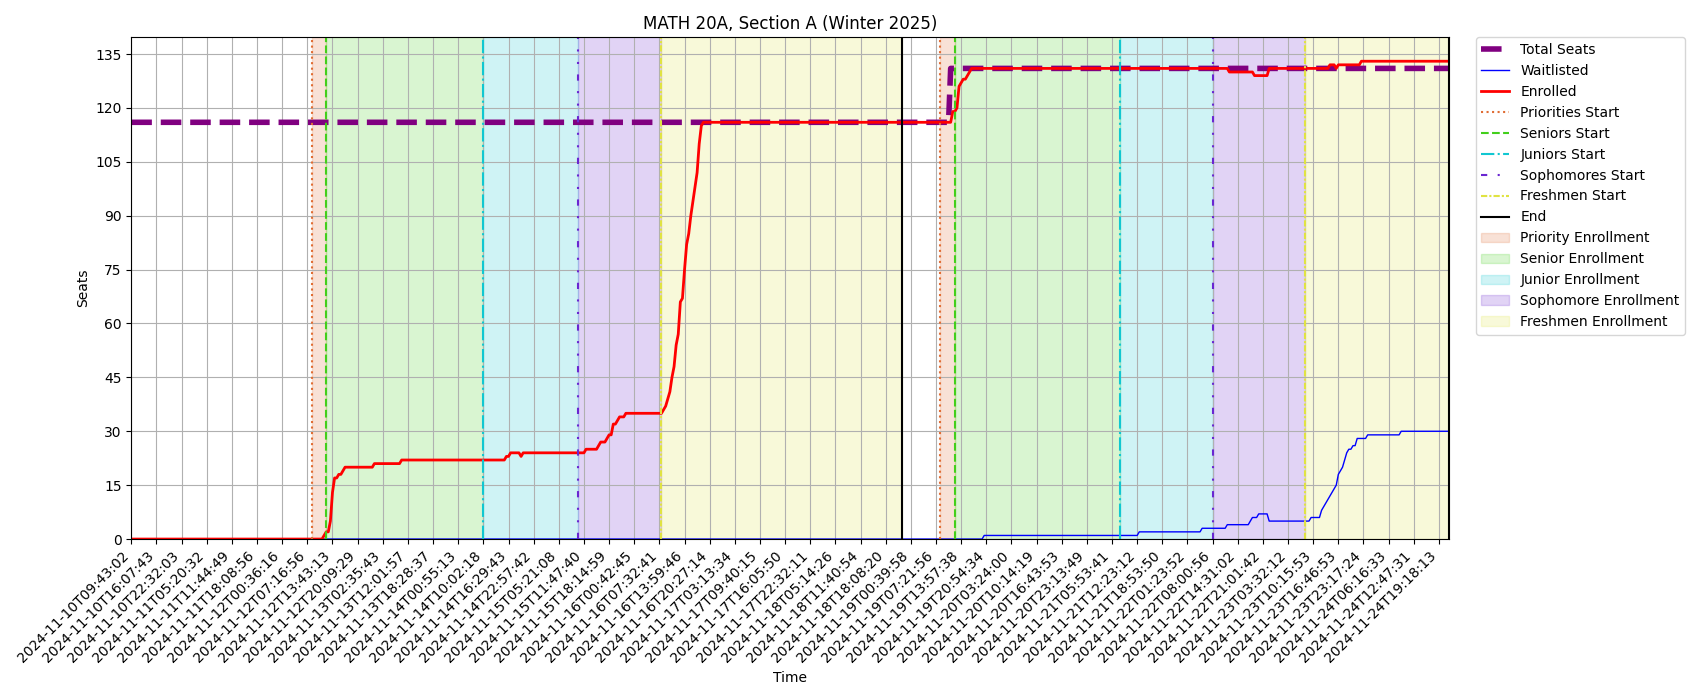 MATH 20A, Section A (Winter 2025)
Seats
135
120
105
90
75
60
45
30
15
0
2024-11-10T09:43:02
2024-11-10T16:07:43
2024-11-10T22:32:03
2024-11-11T05:20:32
2024-11-11T11:44:49
2024-11-11T18:08:56
2024-11-12T00:36:16
2024-11-12T07:16:56
2024-11-12T13:43:13
2024-11-12T20:09:29
2024-11-13T02:35:43
2024-11-13T12:01:57
2024-11-13T18:28:37
2024-11-14T00:55:13
2024-11-14T10:02:18
2024-11-14T16:29:43
2024-11-14T22:57:42
2024-11-15T05:21:08
2024-11-15T11:47:40
2024-11-15T18:14:59
2024-11-16T00:42:45
2024-11-16T07:32:41
2024-11-16T13:59:46
2024-11-16T20:27:14
2024-11-17T03:13:34
2024-11-17T09:40:15
2024-11-17T16:05:50
2024-11-17T22:32:11
2024-11-18T05:14:26
2024-11-18T11:40:54
2024-11-18T18:08:20
2024-11-19T00:39:58
2024-11-19T07:21:56
2024-11-19T13:57:38
2024-11-19T20:54:34
2024-11-20T03:24:00
2024-11-20T10:14:19
2024-11-20T16:43:53
2024-11-20T23:13:49
2024-11-21T05:53:41
2024-11-21T12:23:12
2024-11-21T18:53:50
2024-11-22T01:23:52
2024-11-22T08:00:56
2024-11-22T14:31:02
2024-11-22T21:01:42
2024-11-23T03:32:12
2024-11-23T10:15:53
2024-11-23T16:46:53
2024-11-23T23:17:24
2024-11-24T06:16:33
2024-11-24T12:47:31
2024-11-24T19:18:13
Time
Total Seats
Waitlisted
Enrolled
Priorities Start
Seniors Start
Juniors Start
Sophomores Start
Freshmen Start
End
Priority Enrollment
Senior Enrollment
Junior Enrollment
Sophomore Enrollment
Freshmen Enrollment